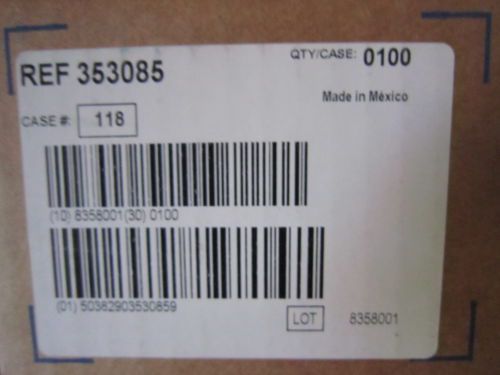 REF 353085
QTY/CASE: 0100
Made in México
CASE #: 118
(10) 8358001(30) 0100
(01) 50382903530859
LOT 8358001